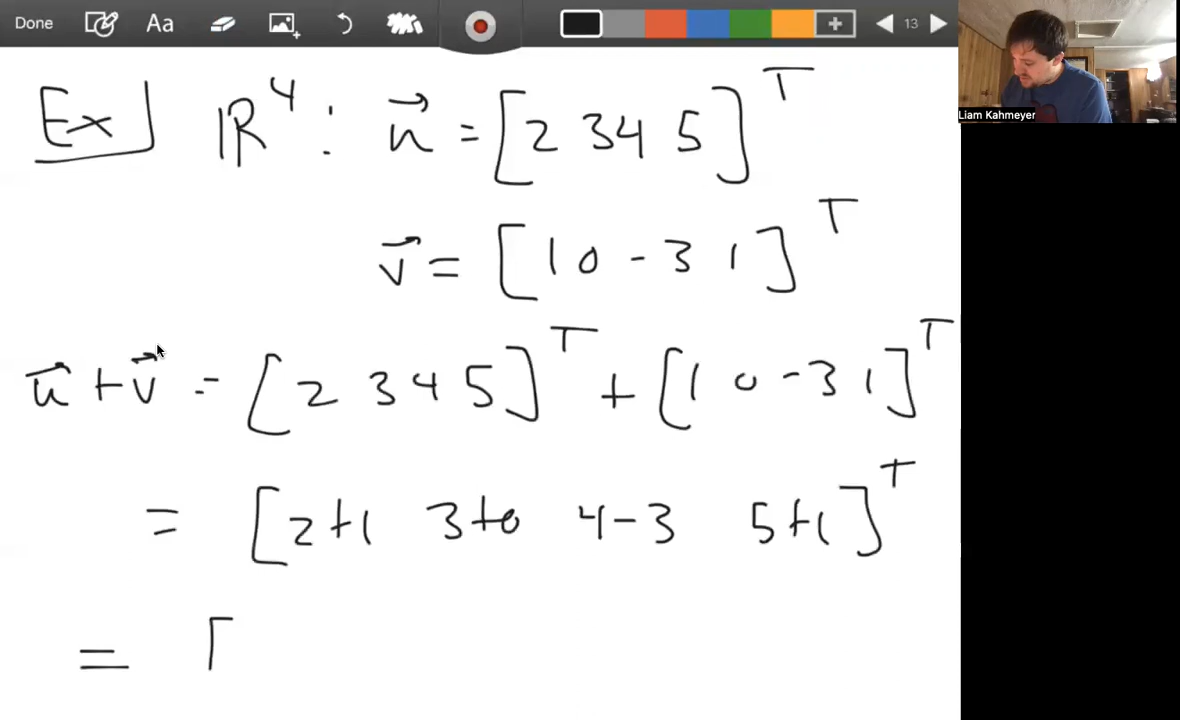 Done Aa 13
Liam Kahmeyer
Ex] ℝ⁴: u⃗ = [2 3 4 5]ᵀ
v⃗ = [1 0 -3 1]ᵀ
u⃗ + v⃗ = [2 3 4 5]ᵀ + [1 0 -3 1]ᵀ
= [2+1 3+0 4-3 5+1]ᵀ
= [